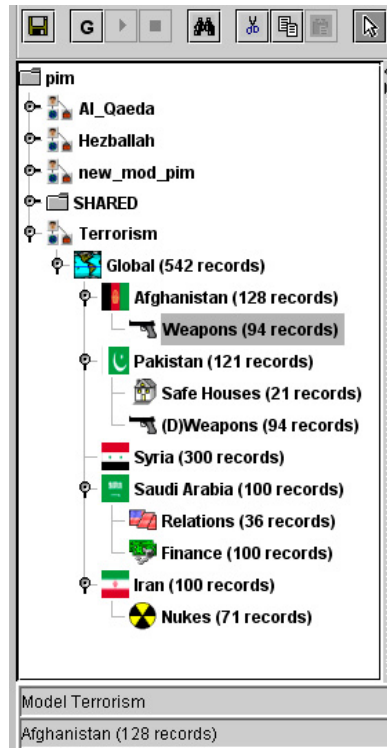 G
pim
Al_Qaeda
Hezballah
new_mod_pim
SHARED
Terrorism
Global (542 records)
Afghanistan (128 records)
Weapons (94 records)
Pakistan (121 records)
Safe Houses (21 records)
(D)Weapons (94 records)
Syria (300 records)
Saudi Arabia (100 records)
Relations (36 records)
Finance (100 records)
Iran (100 records)
Nukes (71 records)
Model Terrorism
Afghanistan (128 records)